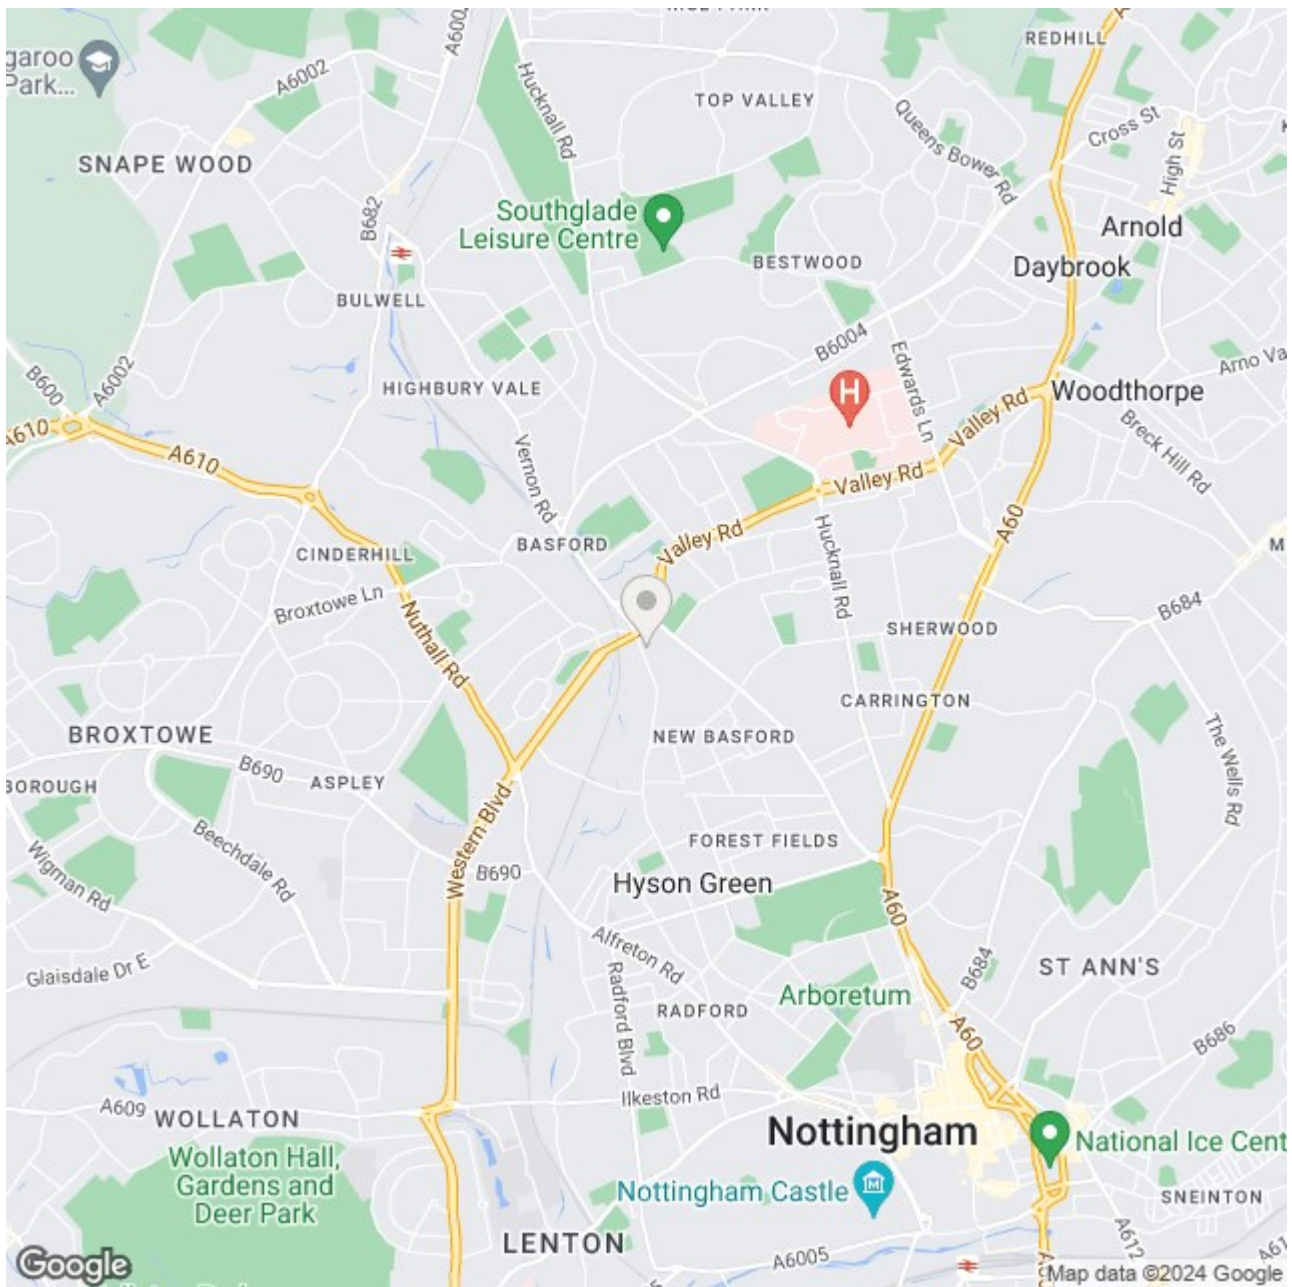 A6002
REDHILL
garoo
Park...
A6002
Hucknall Rd
TOP VALLEY
Queens Bower Rd
Cross St
High St
SNAPE WOOD
B682
Southglade
Leisure Centre
BESTWOOD
Arnold
Daybrook
BULWELL
B6004
Edwards Ln
Arno Va
B600
A6002
HIGHBURY VALE
H
Woodthorpe
A610
A610
Vernon Rd
Valley Rd
Breck Hill Rd
Valley Rd
Hucknall Rd
A60
CINDERHILL
BASFORD
Valley Rd
M
Broxtowe Ln
Nuthall Rd
B684
SHERWOOD
CARRINGTON
BROXTOWE
NEW BASFORD
The Wells Rd
B690
ASPLEY
BOROUGH
Western Blvd
Beechdale Rd
FOREST FIELDS
Wigman Rd
B690
Hyson Green
A60
Alfreton Rd
B684
ST ANN'S
Glaisdale Dr E
Radford Blvd
Arboretum
RADFORD
A60
B686
A609
WOLLATON
Ilkeston Rd
Nottingham
National Ice Cent
Wollaton Hall,
Gardens and
Deer Park
Nottingham Castle
M
SNEINTON
LENTON
A6005
A612
Google
Map data ©2024 Google